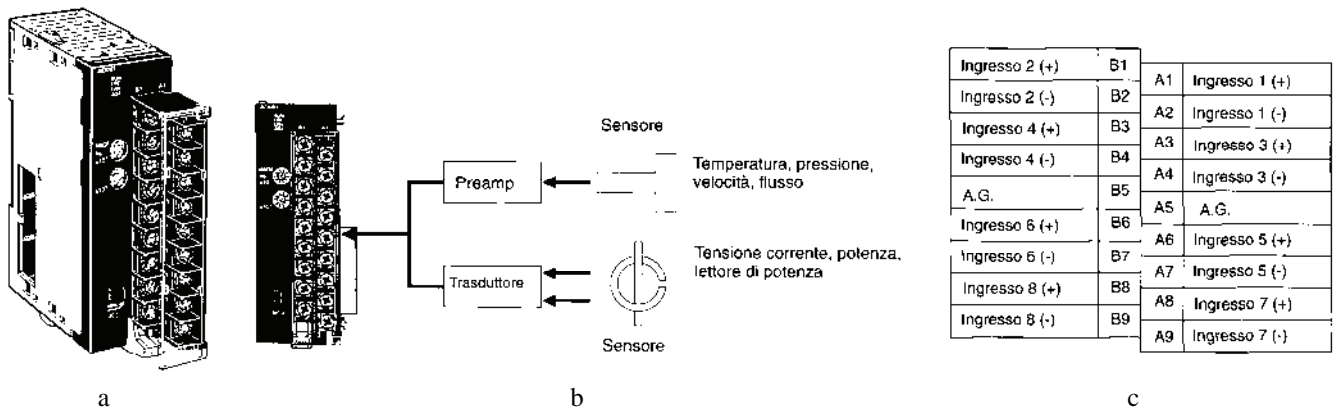 Sensore
Preamp
Temperatura, pressione,
velocità, flusso
Trasduttore
Tensione corrente, potenza,
lettore di potenza
Sensore
Ingresso 2 (+) B1
A1 Ingresso 1 (+)
Ingresso 2 (-) B2
A2 Ingresso 1 (-)
Ingresso 4 (+) B3
A3 Ingresso 3 (+)
Ingresso 4 (-) B4
A4 Ingresso 3 (-)
A.G. B5
A5 A.G.
Ingresso 6 (+) B6
A6 Ingresso 5 (+)
Ingresso 6 (-) B7
A7 Ingresso 5 (-)
Ingresso 8 (+) B8
A8 Ingresso 7 (+)
Ingresso 8 (-) B9
A9 Ingresso 7 (-)
a b c